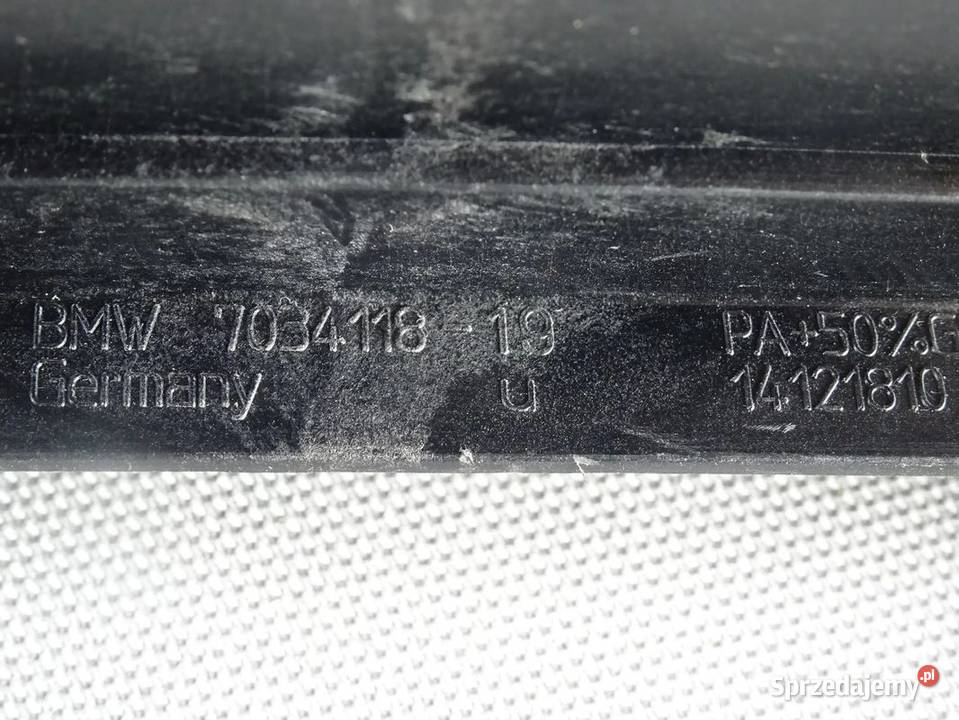 BMW 7034118-19 PA+50%G
Germany u 14121810
Sprzedajemy.pl